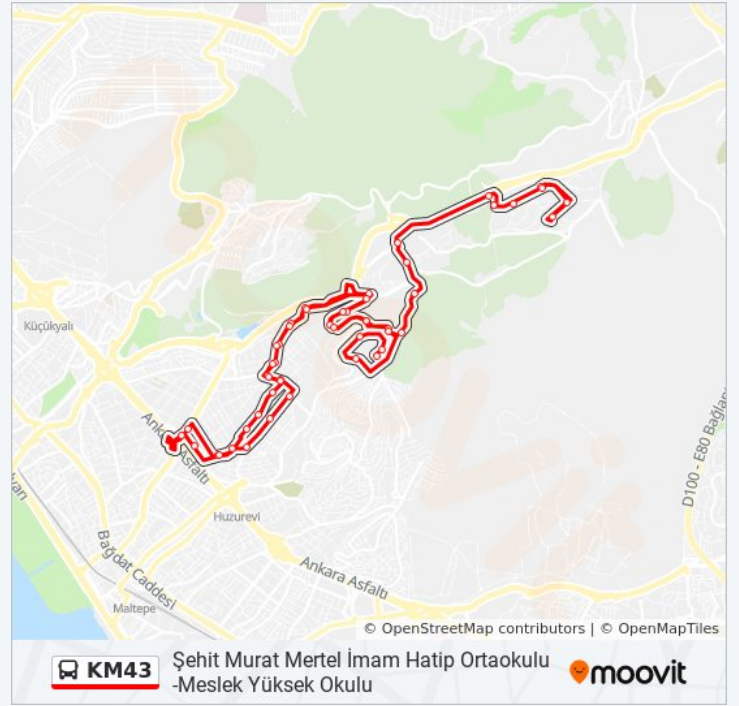 Küçükyalı
Ankara Asfaltı
D100 - E80 Bağlan
Huzurevi
Bağdat Caddesi
Ankara Asfaltı
Maltepe
© OpenStreetMap contributors | © OpenMapTiles
KM43
Şehit Murat Mertel İmam Hatip Ortaokulu
-Meslek Yüksek Okulu
moovit